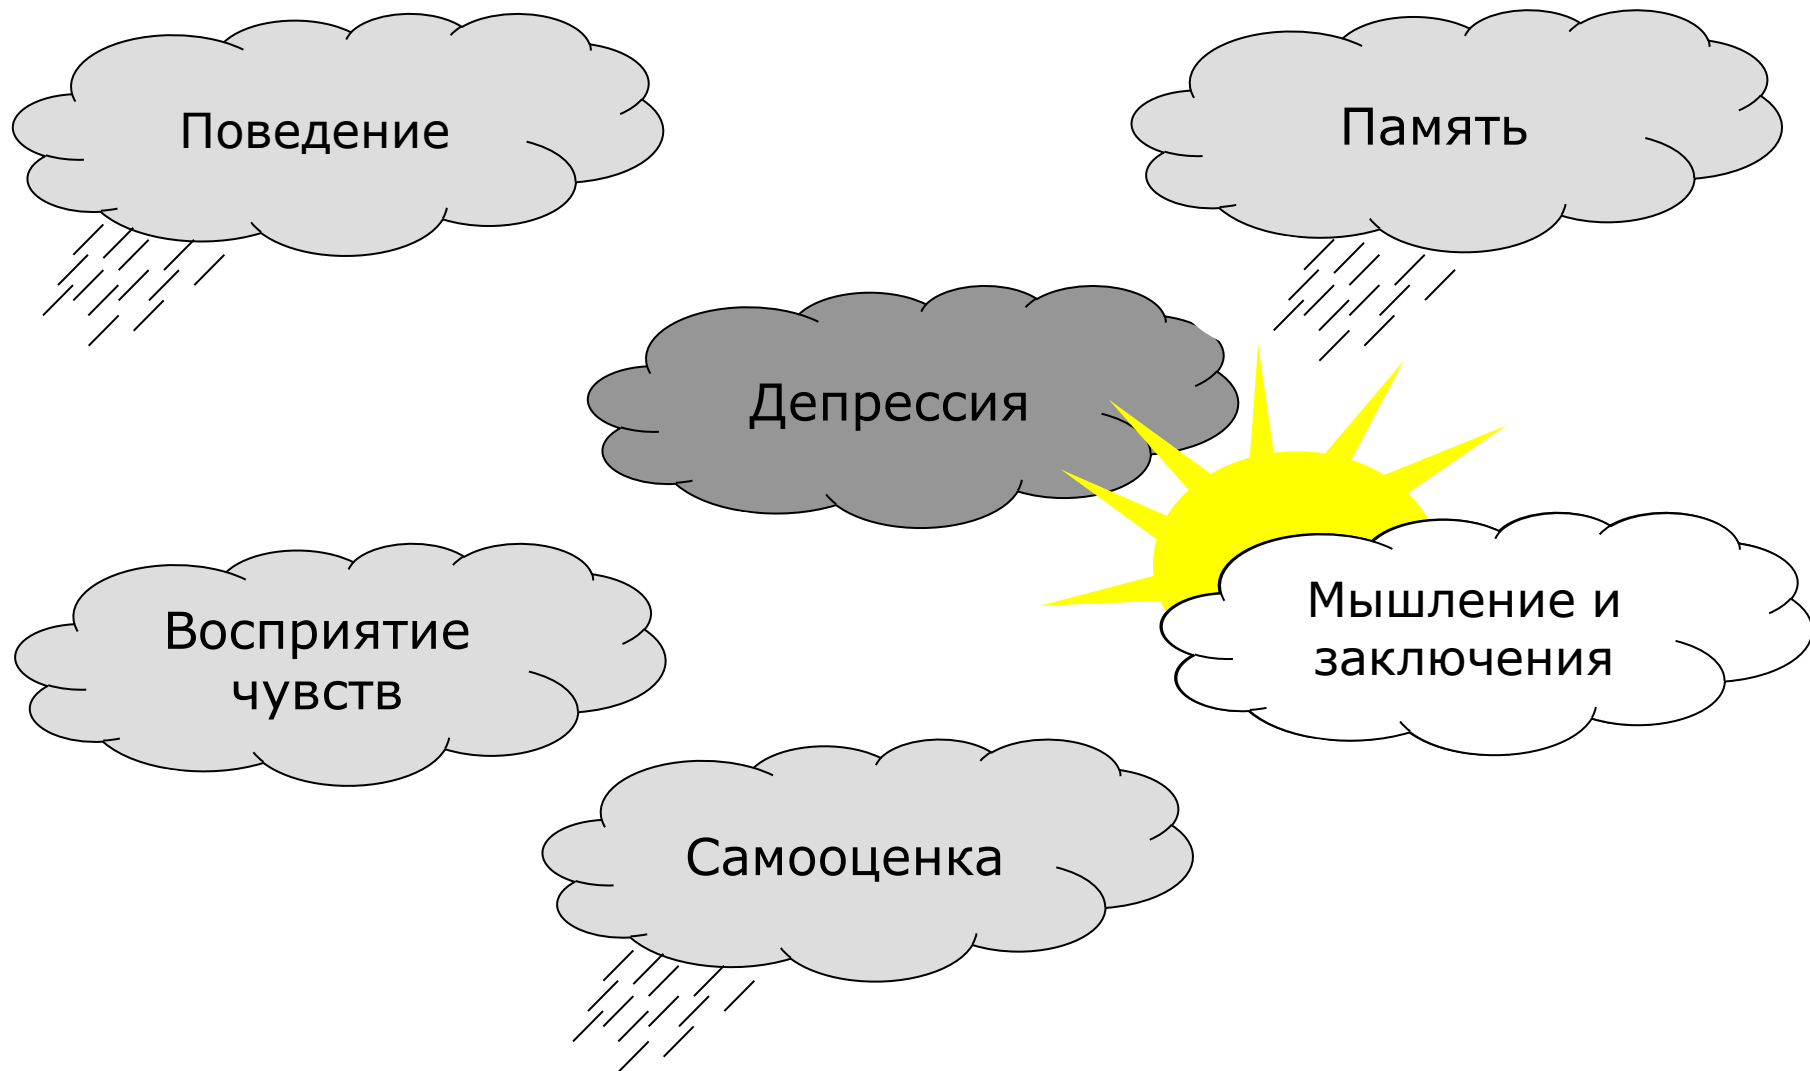 Поведение
Память
Депрессия
Восприятие
чувств
Мышление и
заключения
Самооценка